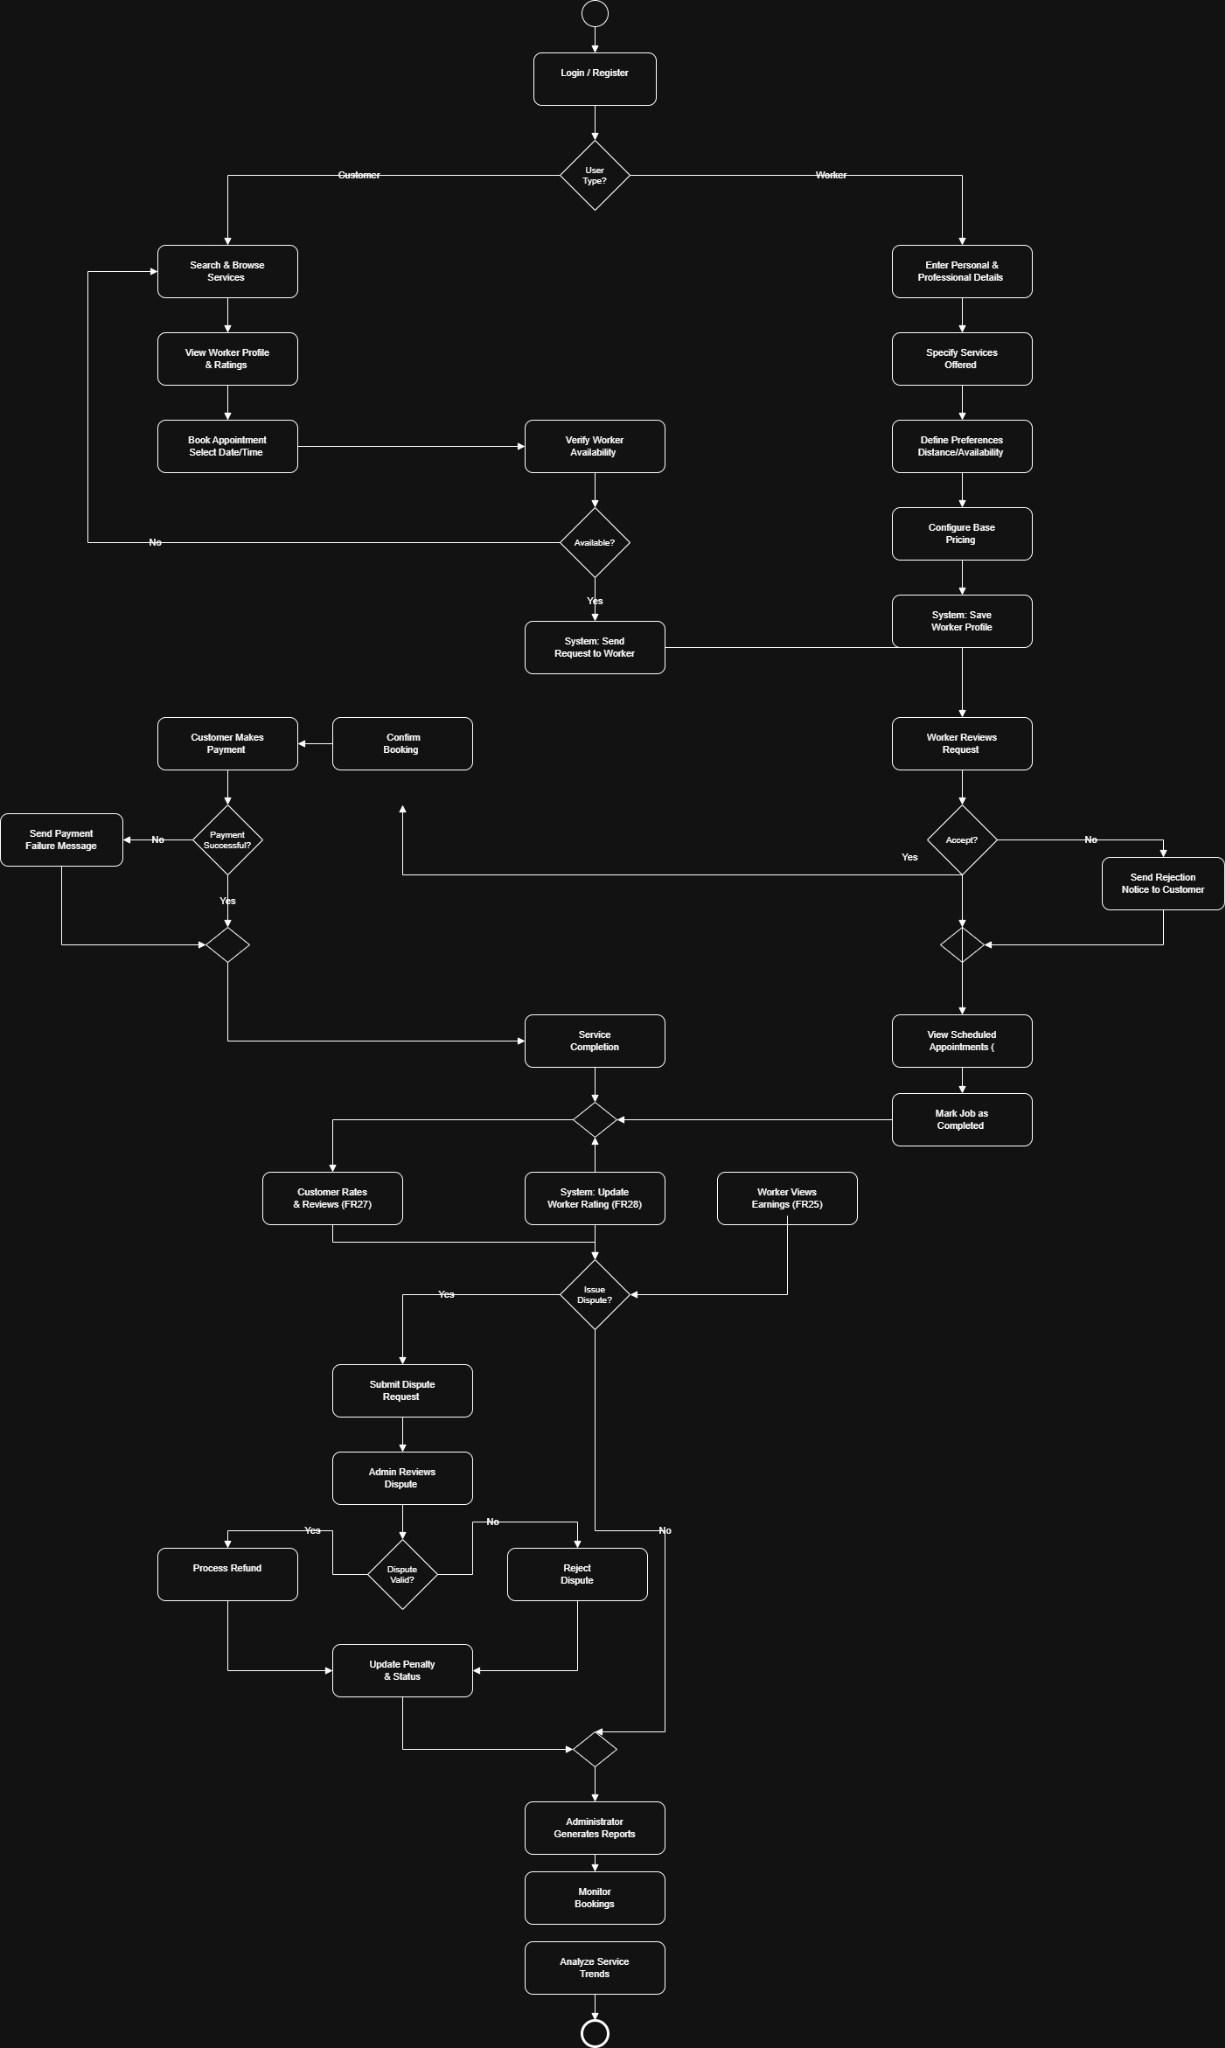 Login / Register
User
Type?
Customer
Worker
Search & Browse
Services
Enter Personal &
Professional Details
View Worker Profile
& Ratings
Specify Services
Offered
Book Appointment
Select Date/Time
Verify Worker
Availability
Define Preferences
Distance/Availability
Available?
No
Configure Base
Pricing
Yes
System: Send
Request to Worker
System: Save
Worker Profile
Customer Makes
Payment
Confirm
Booking
Worker Reviews
Request
Send Payment
Failure Message
No
Payment
Successful?
Accept?
No
Yes
Send Rejection
Notice to Customer
Yes
Service
Completion
View Scheduled
Appointments (
Mark Job as
Completed
Customer Rates
& Reviews (FR27)
System: Update
Worker Rating (FR28)
Worker Views
Earnings (FR25)
Issue
Dispute?
Yes
Submit Dispute
Request
Admin Reviews
Dispute
Yes
No
No
Process Refund
Dispute
Valid?
Reject
Dispute
Update Penalty
& Status
Administrator
Generates Reports
Monitor
Bookings
Analyze Service
Trends